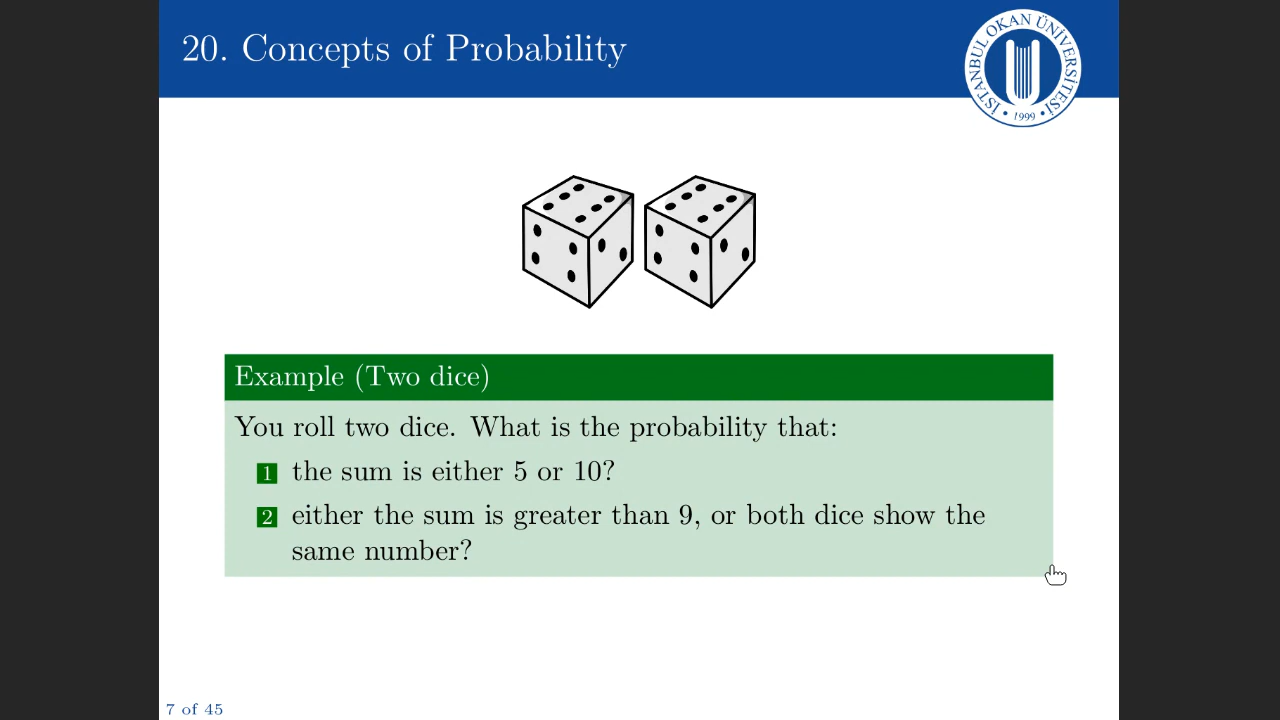 20. Concepts of Probability
İSTANBUL OKAN ÜNİVERSİTESİ
• 1999 •
Example (Two dice)
You roll two dice. What is the probability that:
1 the sum is either 5 or 10?
2 either the sum is greater than 9, or both dice show the
same number?
7 of 45